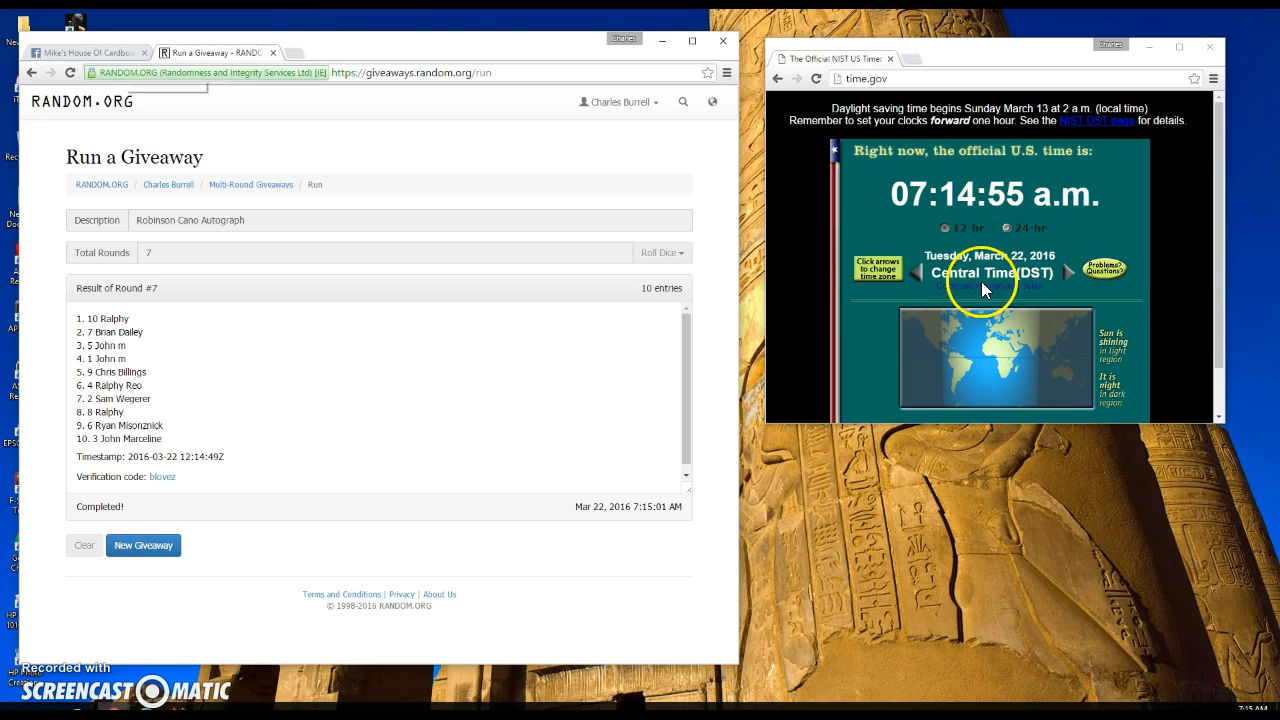 Mike's House Of Cardbo
Run a Giveaway - RANDO
Charles
RANDOM.ORG (Randomness and Integrity Services Ltd) [IE]
https://giveaways.random.org/run
RANDOM.ORG
Charles Burrell
Run a Giveaway
RANDOM.ORG / Charles Burrell / Multi-Round Giveaways / Run
Description Robinson Cano Autograph
Total Rounds 7 Roll Dice
Result of Round #7 10 entries
1. 10 Ralphy
2. 7 Brian Dailey
3. 5 John m
4. 1 John m
5. 9 Chris Billings
6. 4 Ralphy Reo
7. 2 Sam Wegerer
8. 8 Ralphy
9. 6 Ryan Misonznick
10. 3 John Marceline
Timestamp: 2016-03-22 12:14:49Z
Verification code: blovez
Completed! Mar 22, 2016 7:15:01 AM
Clear New Giveaway
Terms and Conditions | Privacy | About Us
© 1998-2016 RANDOM.ORG
The Official NIST US Time:
Charles
time.gov
Daylight saving time begins Sunday March 13 at 2 a.m. (local time)
Remember to set your clocks forward one hour. See the NIST DST page for details.
Right now, the official U.S. time is:
07:14:55 a.m.
12-hr 24-hr
Tuesday, March 22, 2016
Click arrows
to change
time zone
Central Time(DST)
Problems?
Questions?
Sun is
shining
in light
region
It is
night
in dark
region
Recorded with
SCREENCAST MATIC
7:15 AM